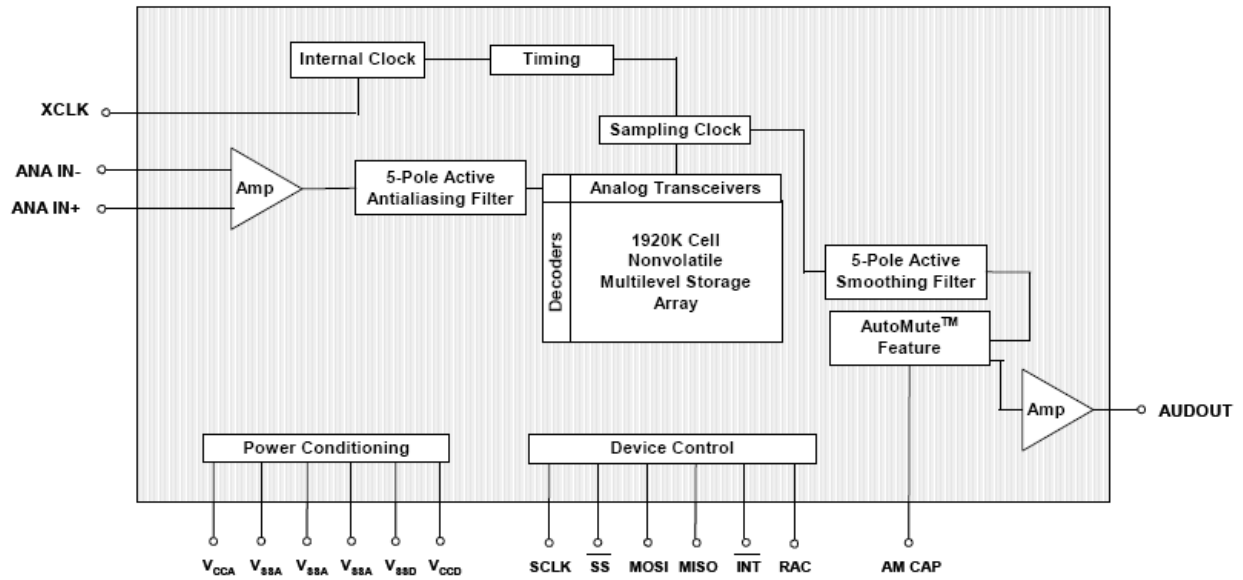 Internal Clock
Timing
XCLK
Sampling Clock
ANA IN-
Amp
ANA IN+
5-Pole Active
Antialiasing Filter
Analog Transceivers
Decoders
1920K Cell
Nonvolatile
Multilevel Storage
Array
5-Pole Active
Smoothing Filter
AutoMute™
Feature
Amp
AUDOUT
Power Conditioning
Device Control
VCCA VSSA VSSA VSSA VSSD VCCD
SCLK S̅S̅ MOSI MISO I̅N̅T̅ RAC
AM CAP